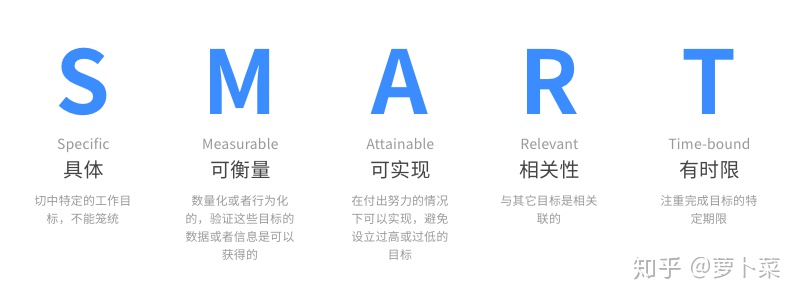 S M A R T
Specific Measurable Attainable Relevant Time-bound
具体 可衡量 可实现 相关性 有时限
切中特定的工作目
标，不能笼统
数量化或者行为化
的，验证这些目标的
数据或者信息是可以
获得的
在付出努力的情况
下可以实现，避免
设立过高或过低的
目标
与其它目标是相关
联的
注重完成目标的特
定期限
知乎 @萝卜菜